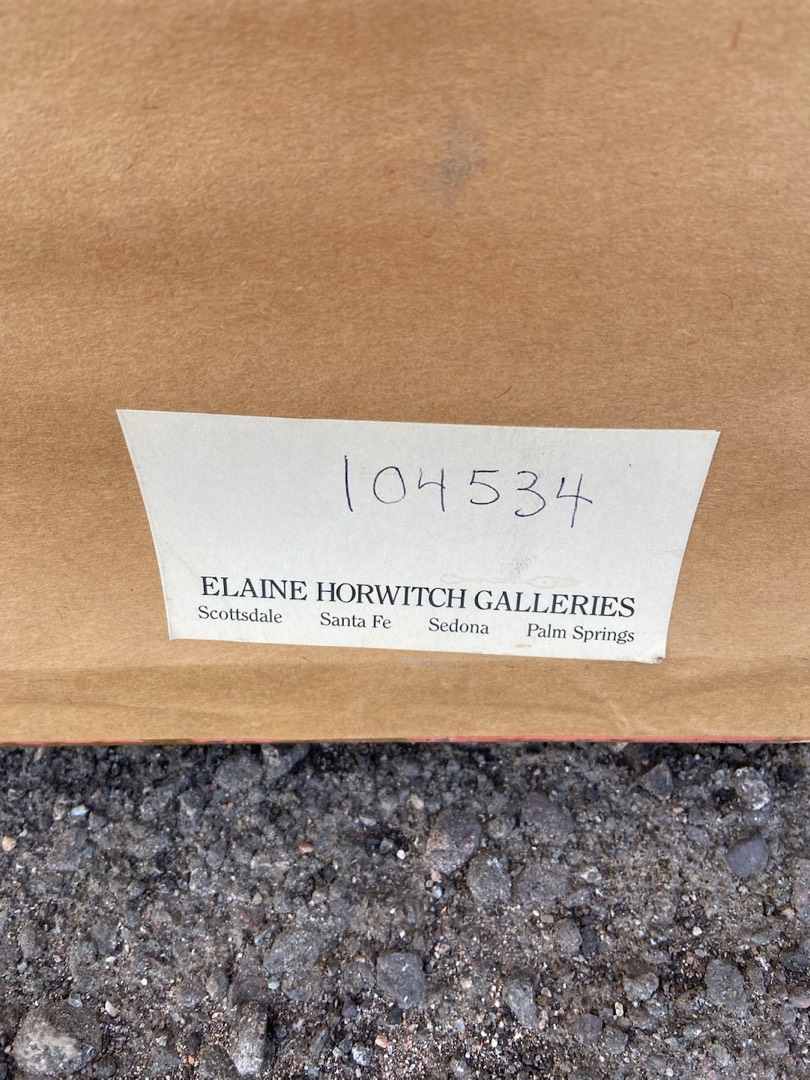 104534
ELAINE HORWITCH GALLERIES
Scottsdale Santa Fe Sedona Palm Springs